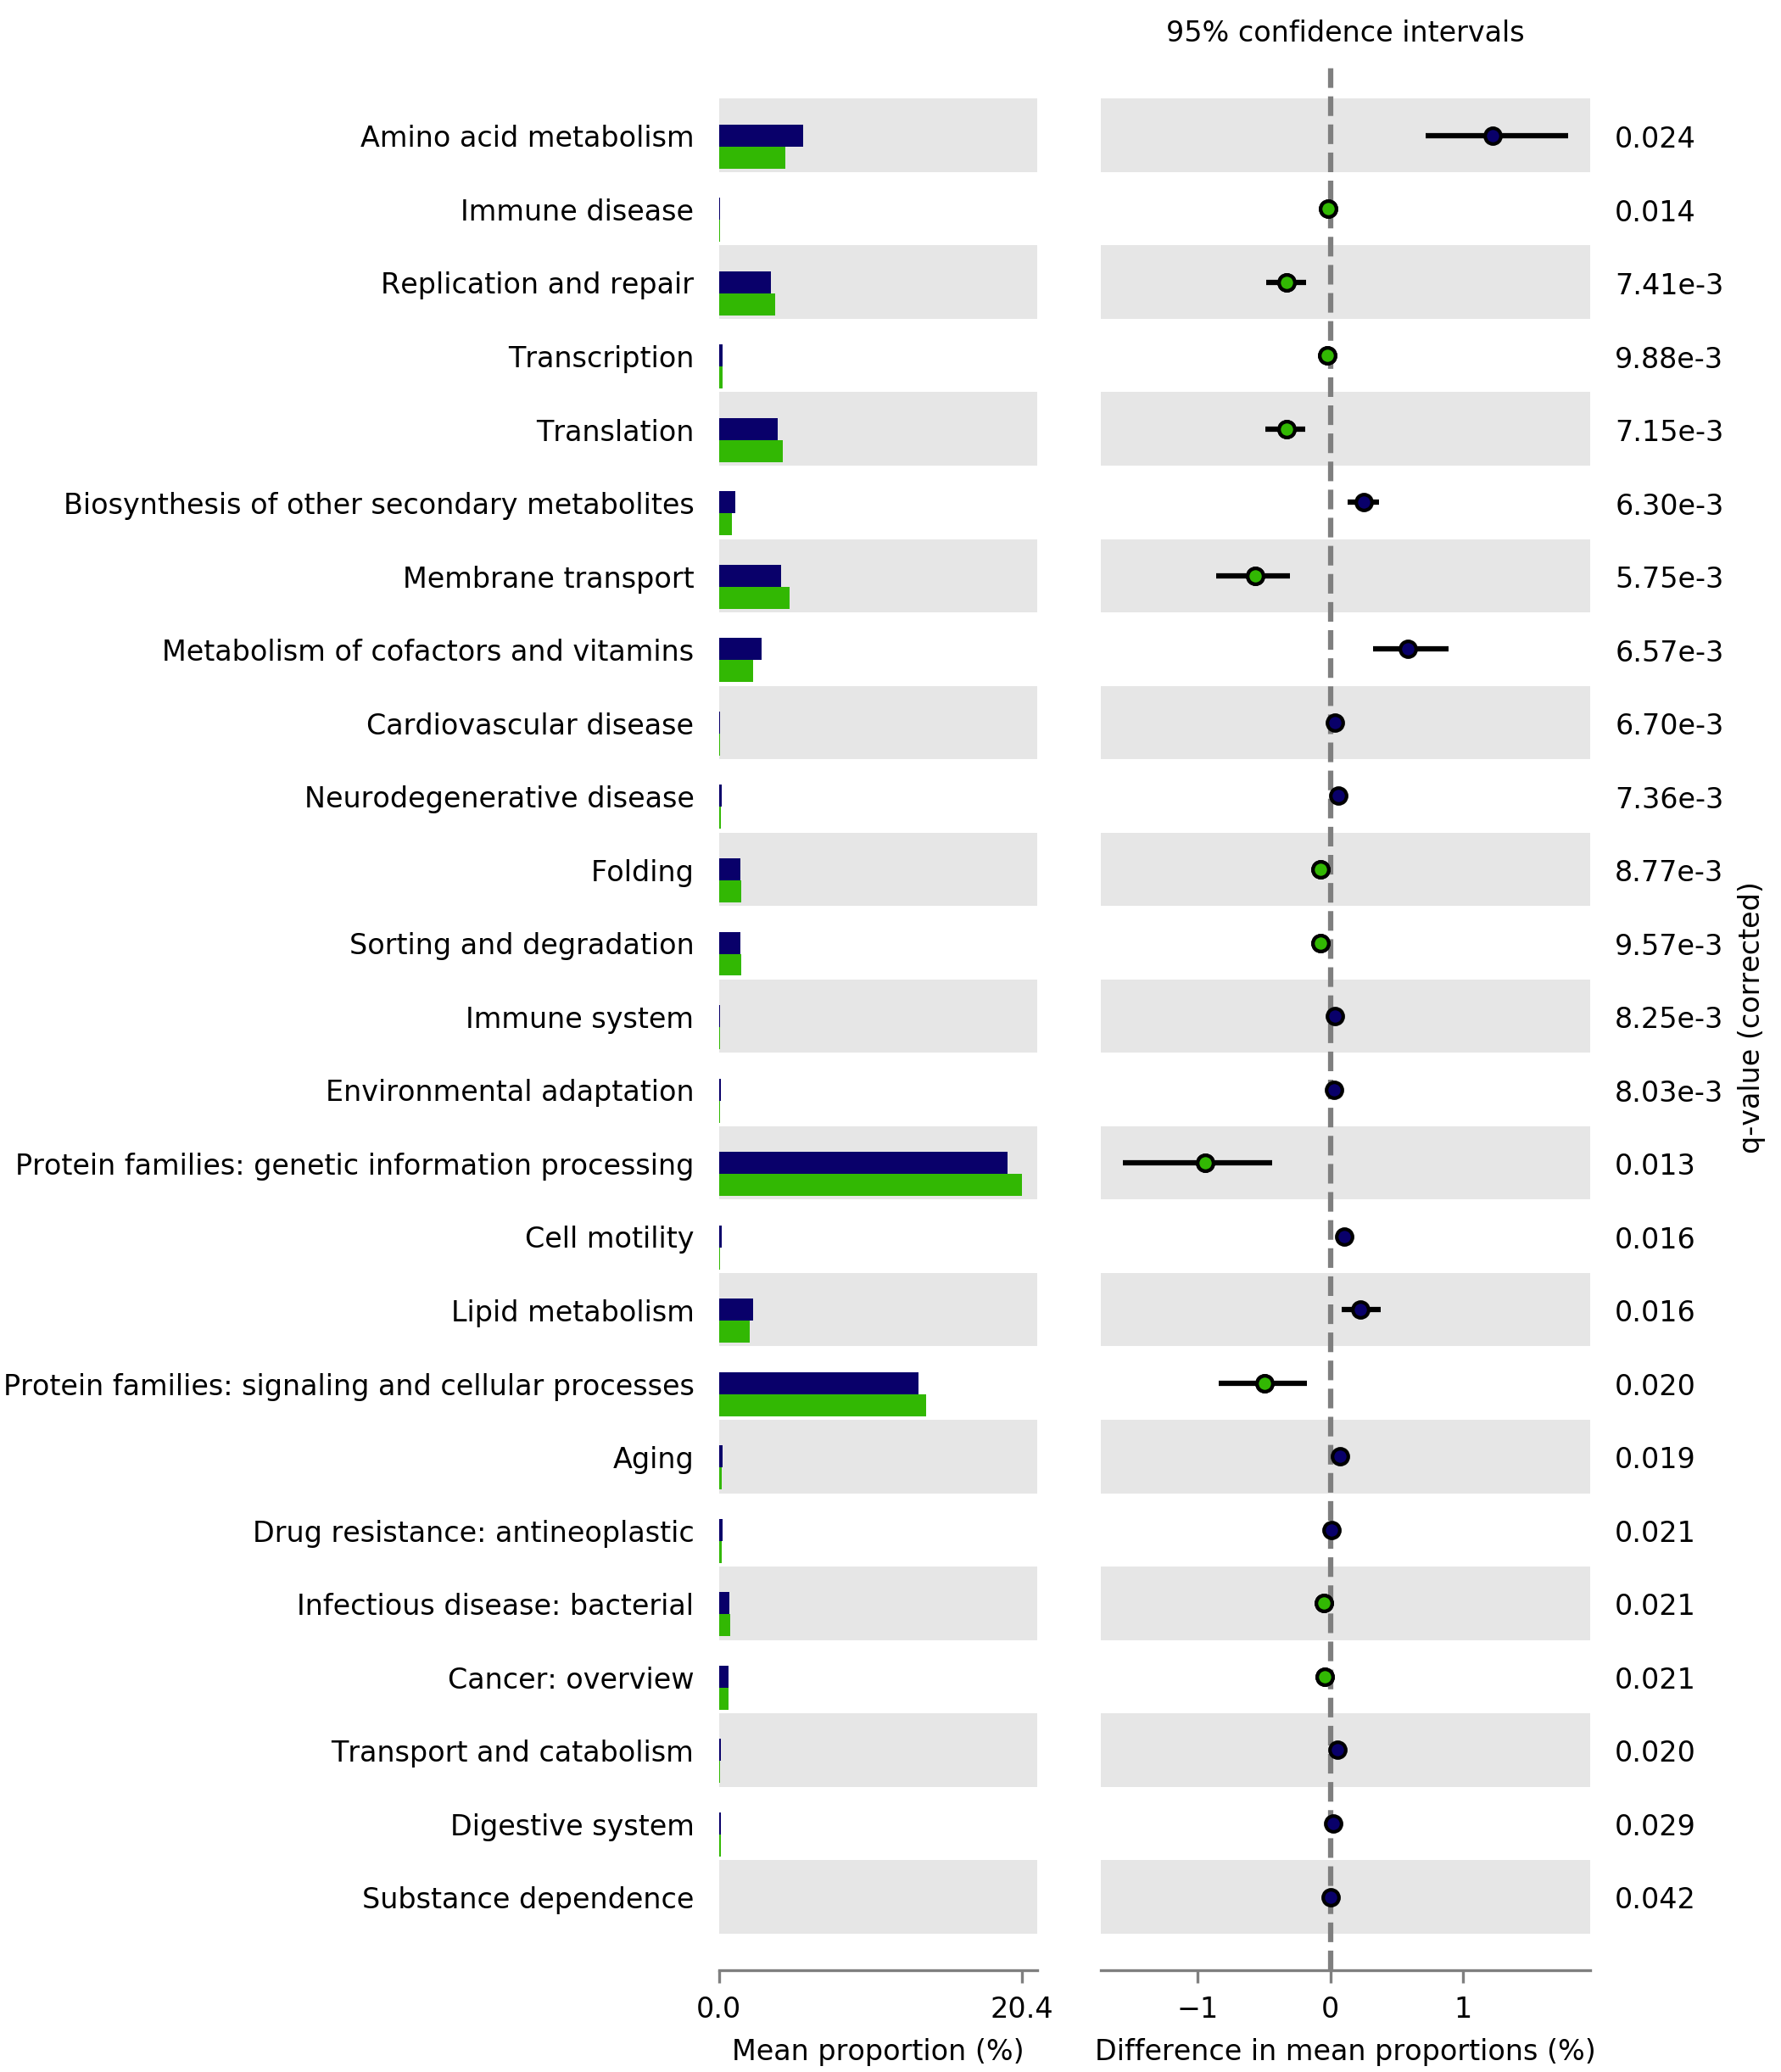 95% confidence intervals
Amino acid metabolism 0.024
Immune disease 0.014
Replication and repair 7.41e-3
Transcription 9.88e-3
Translation 7.15e-3
Biosynthesis of other secondary metabolites 6.30e-3
Membrane transport 5.75e-3
Metabolism of cofactors and vitamins 6.57e-3
Cardiovascular disease 6.70e-3
Neurodegenerative disease 7.36e-3
Folding 8.77e-3
Sorting and degradation 9.57e-3
Immune system 8.25e-3
Environmental adaptation 8.03e-3
Protein families: genetic information processing 0.013
Cell motility 0.016
Lipid metabolism 0.016
Protein families: signaling and cellular processes 0.020
Aging 0.019
Drug resistance: antineoplastic 0.021
Infectious disease: bacterial 0.021
Cancer: overview 0.021
Transport and catabolism 0.020
Digestive system 0.029
Substance dependence 0.042
q-value (corrected)
0.0 20.4 −1 0 1
Mean proportion (%) Difference in mean proportions (%)